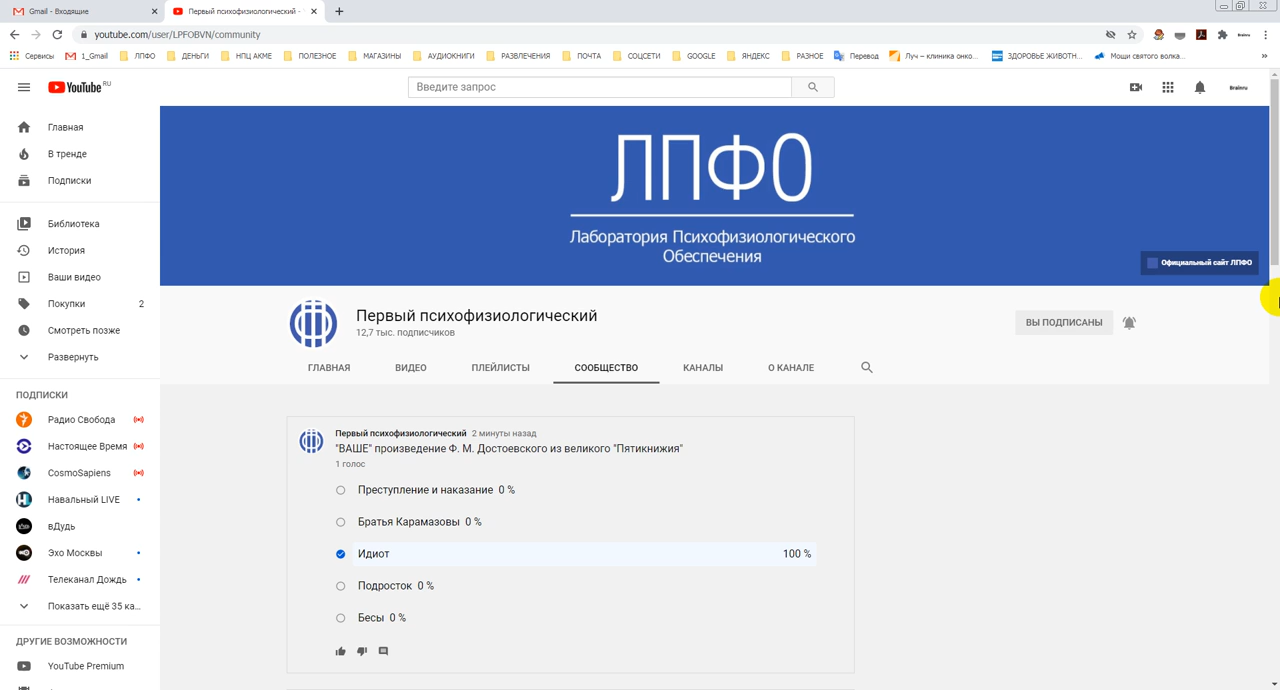 Gmail - Входящие
Первый психофизиологический -
youtube.com/user/LPFOBVN/community
Brainru
Сервисы
1_Gmail
ЛПФО
ДЕНЬГИ
НПЦ АКМЕ
ПОЛЕЗНОЕ
МАГАЗИНЫ
АУДИОКНИГИ
РАЗВЛЕЧЕНИЯ
ПОЧТА
СОЦСЕТИ
GOOGLE
ЯНДЕКС
РАЗНОЕ
Перевод
Луч – клиника онко...
ЗДОРОВЬЕ ЖИВОТН...
Мощи святого волка...
YouTube RU
Введите запрос
Brainru
Главная
В тренде
Подписки
Библиотека
История
Ваши видео
Покупки 2
Смотреть позже
Развернуть
ПОДПИСКИ
Радио Свобода
Настоящее Время
CosmoSapiens
Навальный LIVE
вДудь
Эхо Москвы
Телеканал Дождь
Показать ещё 35 ка...
ДРУГИЕ ВОЗМОЖНОСТИ
YouTube Premium
ЛПФО
Лаборатория Психофизиологического
Обеспечения
Официальный сайт ЛПФО
Первый психофизиологический
12,7 тыс. подписчиков
ВЫ ПОДПИСАНЫ
ГЛАВНАЯ
ВИДЕО
ПЛЕЙЛИСТЫ
СООБЩЕСТВО
КАНАЛЫ
О КАНАЛЕ
Первый психофизиологический 2 минуты назад
"ВАШЕ" произведение Ф. М. Достоевского из великого "Пятикнижия"
1 голос
Преступление и наказание 0 %
Братья Карамазовы 0 %
Идиот 100 %
Подросток 0 %
Бесы 0 %